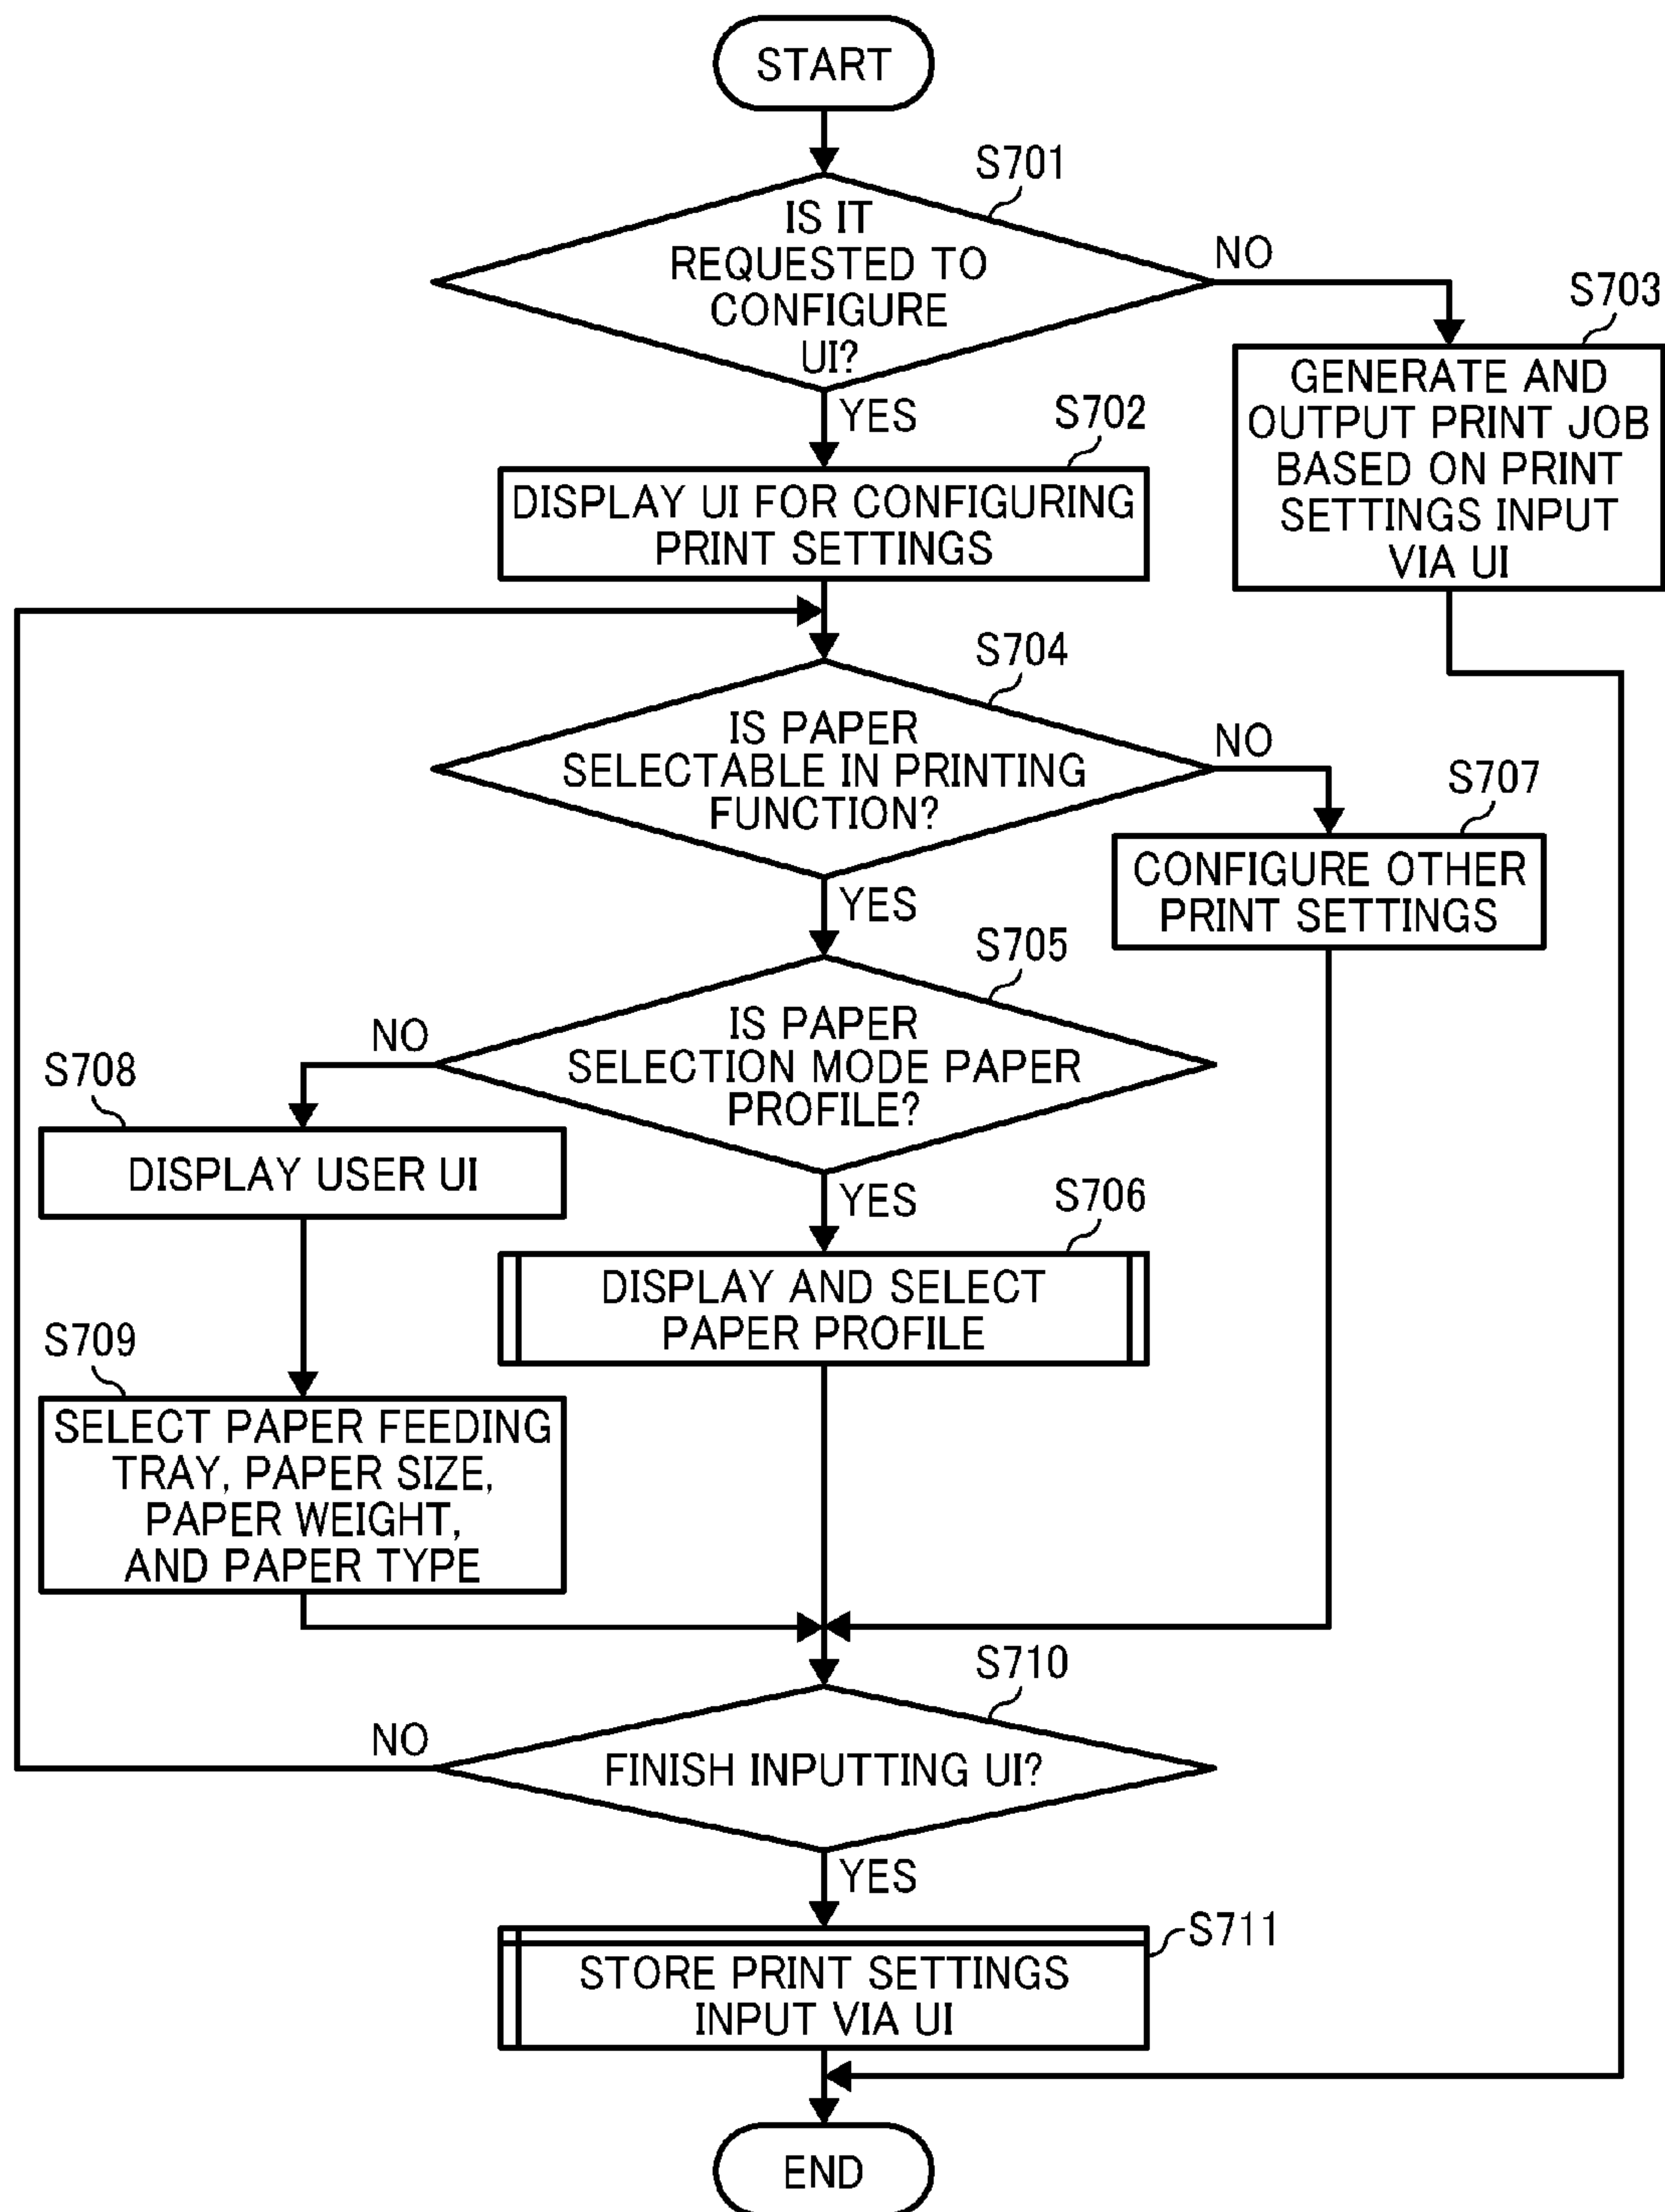 START
S701
IS IT
REQUESTED TO
CONFIGURE
UI?
NO
YES
S703
GENERATE AND
OUTPUT PRINT JOB
BASED ON PRINT
SETTINGS INPUT
VIA UI
S702
DISPLAY UI FOR CONFIGURING
PRINT SETTINGS
S704
IS PAPER
SELECTABLE IN PRINTING
FUNCTION?
NO
YES
S707
CONFIGURE OTHER
PRINT SETTINGS
S705
IS PAPER
SELECTION MODE PAPER
PROFILE?
NO
YES
S708
DISPLAY USER UI
S706
DISPLAY AND SELECT
PAPER PROFILE
S709
SELECT PAPER FEEDING
TRAY, PAPER SIZE,
PAPER WEIGHT,
AND PAPER TYPE
S710
FINISH INPUTTING UI?
NO
YES
S711
STORE PRINT SETTINGS
INPUT VIA UI
END